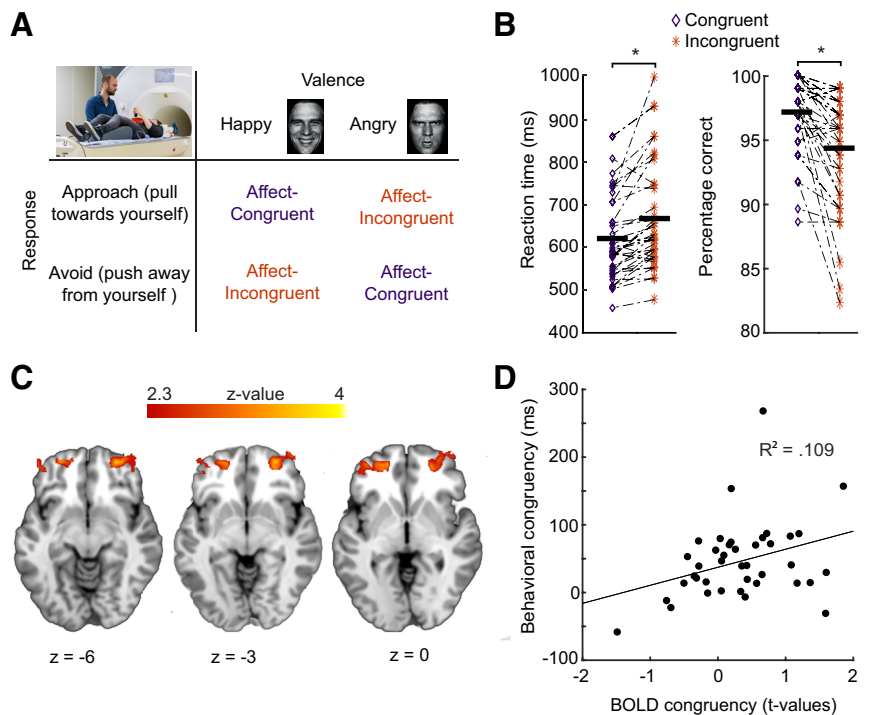 A
Valence
Happy
Angry
Response
Approach (pull
towards yourself)
Affect-
Congruent
Affect-
Incongruent
Avoid (push away
from yourself )
Affect-
Incongruent
Affect-
Congruent
B
Congruent
Incongruent
*
Reaction time (ms)
1000
900
800
700
600
500
400
*
Percentage correct
100
95
90
85
80
C
2.3 z-value 4
z = -6
z = -3
z = 0
D
Behavioral congruency (ms)
300
200
100
0
-100
R² = .109
-2 -1 0 1 2
BOLD congruency (t-values)